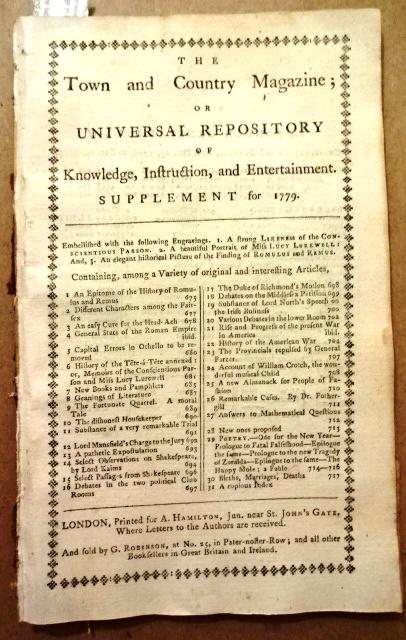 THE
Town and Country Magazine;
OR
UNIVERSAL REPOSITORY
OF
Knowledge, Instruction, and Entertainment.
SUPPLEMENT for 1779.
Embellished with the following Engravings. 1. A strong LIKENESS of the CON-
SCIENTIOUS PARSON. 2. A beautiful Portrait of Miss LUCY LUREWELL:
And, 3. An elegant historical Picture of the Finding of ROMULUS and REMUS.
Containing, among a Variety of original and interesting Articles,
1 An Epitome of the History of Romu-
lus and Remus 675
2 Different Characters among the Fair-
sex 677
3 An easy Cure for the Head-Ach 678
4 General State of the Roman Empire
ibid.
5 Capital Errors in Othello to be re-
moved
6 History of the Tête-à-Tête annexed:
or, Memoirs of the Conscientious Par-
son and Miss Lucy Lurewell
7 New Books and Pamphlets 685
8 Gleanings of Literature 687
9 The Fortunate Quarrel. A moral
Tale 689
10 The dishonest Housekeeper 690
11 Substance of a very remarkable Trial
691
12 Lord Mansfield's Charge to the Jury 692
13 A pathetic Expostulation 693
14 Select Observations on Shakespeare,
by Lord Kaims 694
15 Select Passages from Shakespeare 696
16 Debates in the two political Club
Rooms 697
17 The Duke of Richmond's Motion 698
18 Debates on the Middlesex Petition 699
19 Substance of Lord North's Speech on
the Irish Business 700
20 Various Debates in the lower Room 702
21 Rise and Progress of the present War
in America ibid.
22 History of the American War 704
23 The Provincials repulsed by General
707
24 Account of William Crotch, the won-
derful musical Child 708
25 A new Almanack for People of Fa-
shion 710
26 Remarkable Cases. By Dr. Fother-
gill
27 Answers to Mathematical Questions
712
28 New ones proposed 713
29 POETRY.—Ode for the New Year—
Prologue to Fatal Falsehood—Epilogue
the same—Prologue to the new Tragedy
of Zoraida—Epilogue to the same—The
Happy Mole; a Fable 714—716
30 Births, Marriages, Deaths 717
31 A copious Index
LONDON, Printed for A. HAMILTON, Jun. near St. JOHN'S GATE,
Where Letters to the Authors are received.
And sold by G. ROBINSON, at No. 25, in Pater-noster-Row; and all other
Booksellers in Great Britain and Ireland.